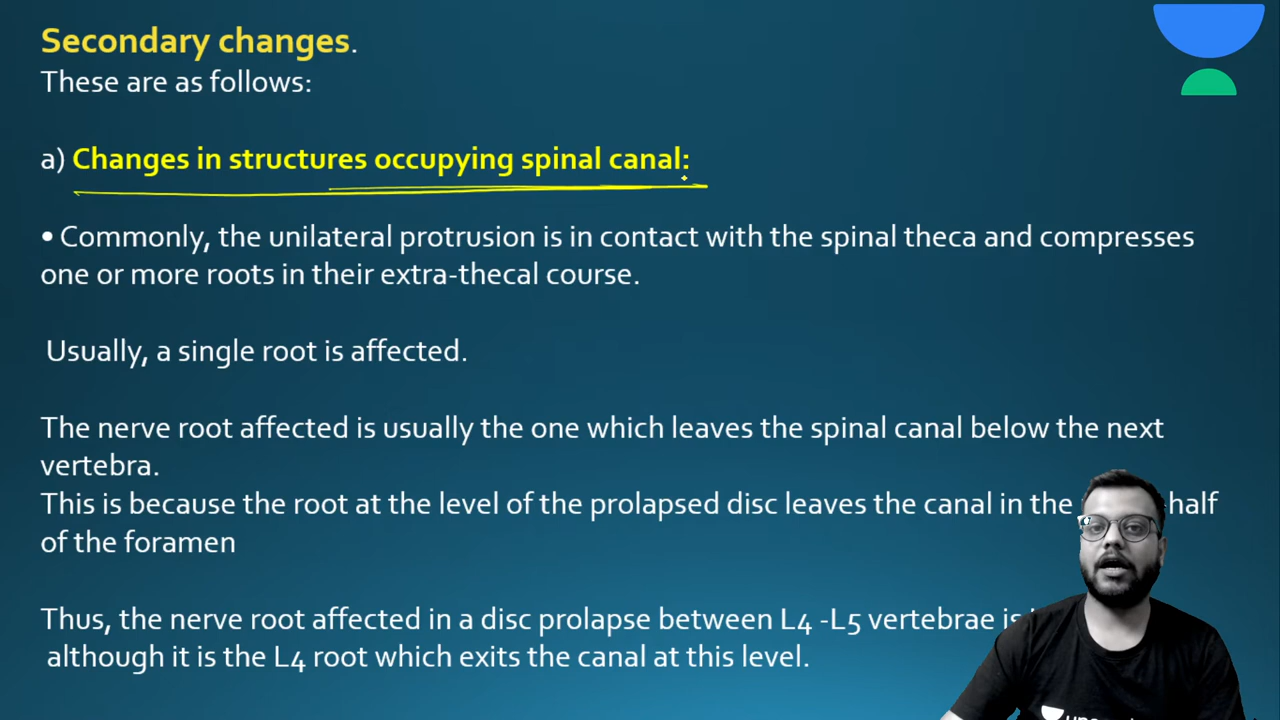 Secondary changes.
These are as follows:
a) Changes in structures occupying spinal canal:
• Commonly, the unilateral protrusion is in contact with the spinal theca and compresses
one or more roots in their extra-thecal course.
Usually, a single root is affected.
The nerve root affected is usually the one which leaves the spinal canal below the next
vertebra.
This is because the root at the level of the prolapsed disc leaves the canal in the half
of the foramen
Thus, the nerve root affected in a disc prolapse between L4 -L5 vertebrae is
although it is the L4 root which exits the canal at this level.